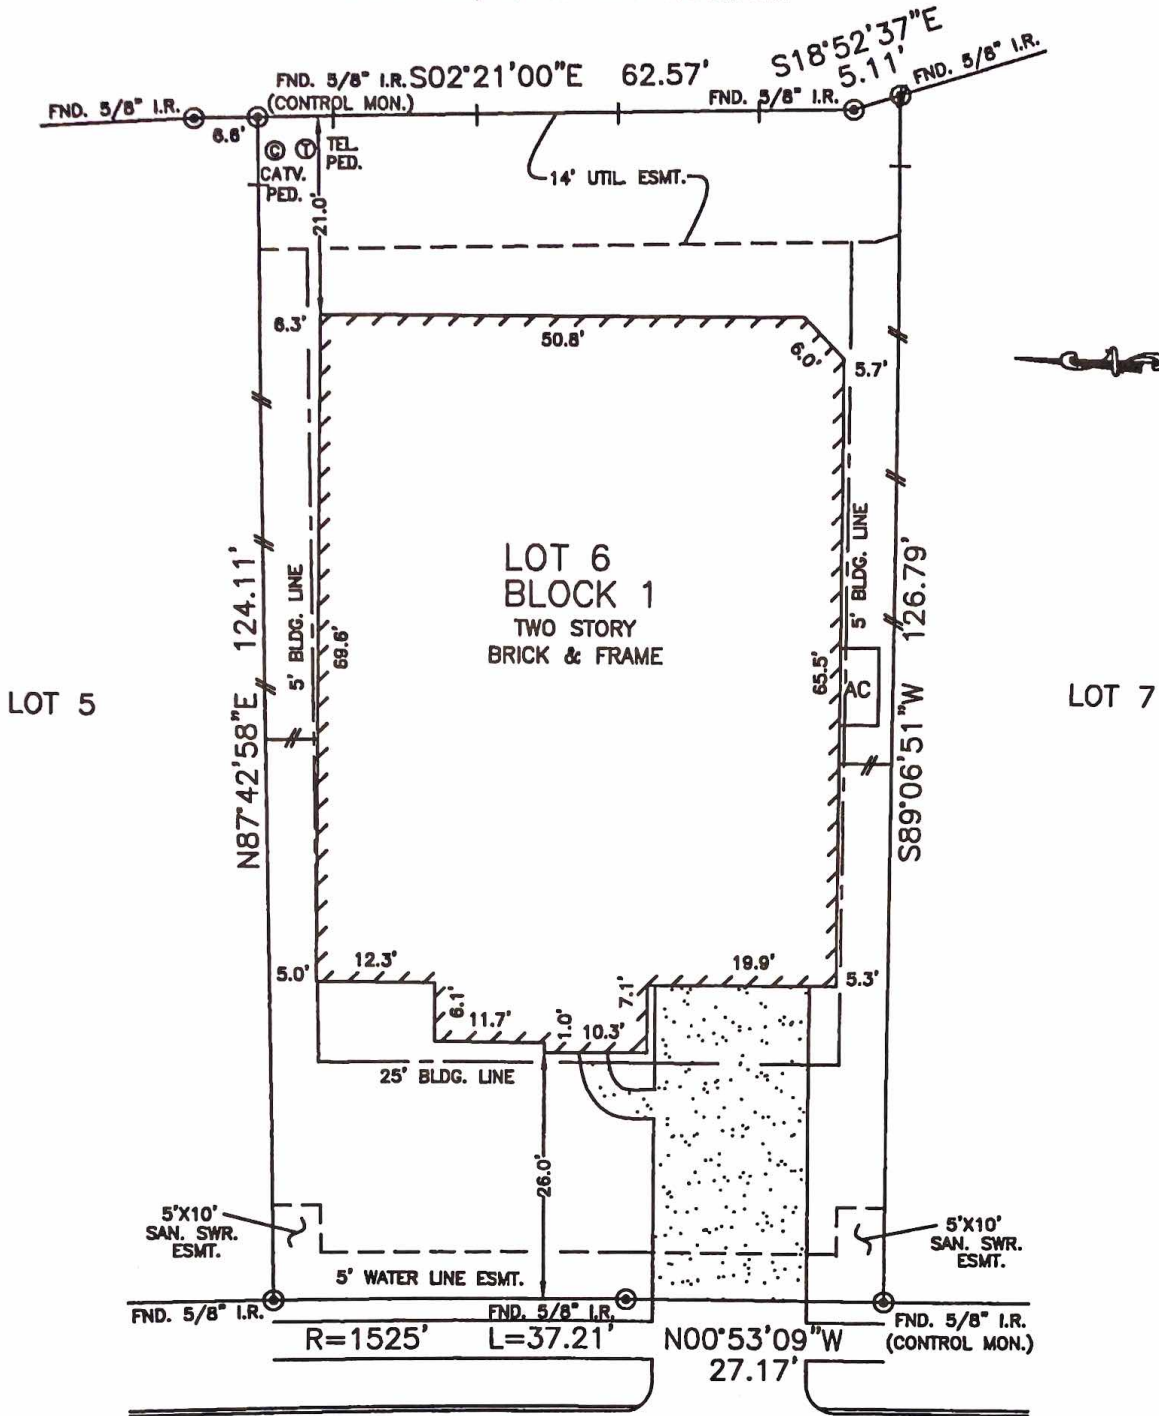 S18°52'37"E
5.11'
FND. 5/8" I.R.
FND. 5/8" I.R.
(CONTROL MON.)
S02°21'00"E 62.57'
FND. 5/8" I.R.
FND. 5/8" I.R.
6.6'
C T
TEL.
PED.
CATV.
PED.
21.0'
14' UTIL. ESMT.
6.3'
50.8'
6.0'
5.7'
LOT 6
BLOCK 1
TWO STORY
BRICK & FRAME
N87°42'58"E 124.11'
5' BLDG. LINE
69.6'
65.5'
5' BLDG. LINE
S89°06'51"W 126.79'
AC
LOT 5
LOT 7
5.0'
12.3'
6.1'
11.7'
1.0'
10.3'
7.1'
19.9'
5.3'
25' BLDG. LINE
26.0'
5'X10'
SAN. SWR.
ESMT.
5'X10'
SAN. SWR.
ESMT.
5' WATER LINE ESMT.
FND. 5/8" I.R.
FND. 5/8" I.R.
FND. 5/8" I.R.
(CONTROL MON.)
R=1525' L=37.21'
N00°53'09"W
27.17'